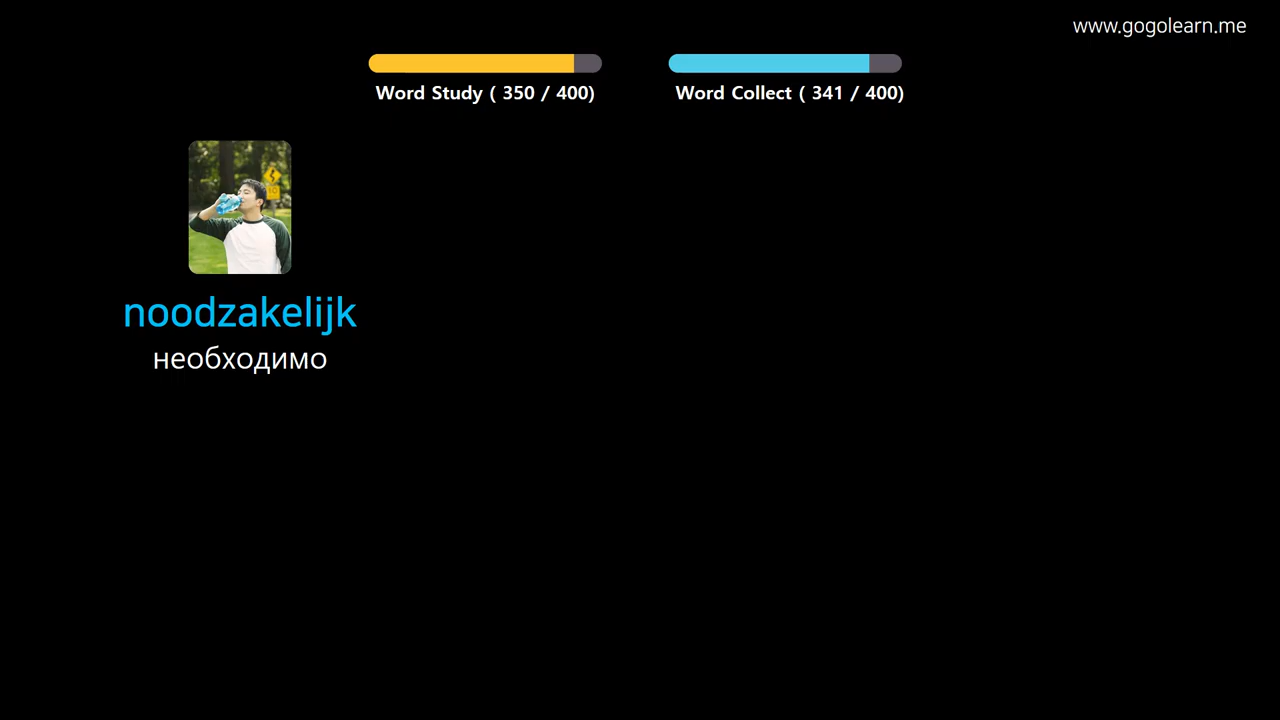 www.gogolearn.me
Word Study ( 350 / 400)
Word Collect ( 341 / 400)
noodzakelijk
необходимо